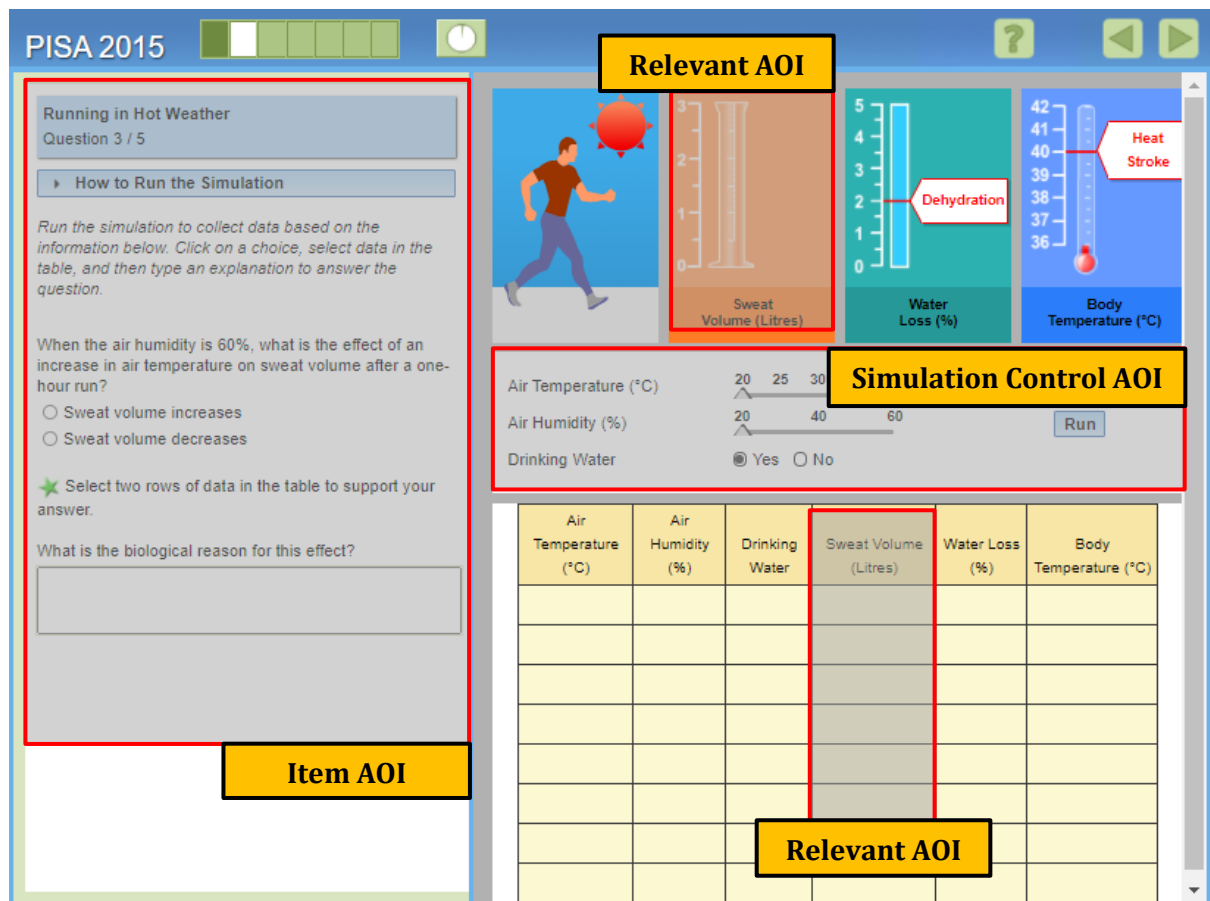 PISA 2015
?
Relevant AOI
Running in Hot Weather
Question 3 / 5
How to Run the Simulation
Run the simulation to collect data based on the
information below. Click on a choice, select data in the
table, and then type an explanation to answer the
question.
When the air humidity is 60%, what is the effect of an
increase in air temperature on sweat volume after a one-
hour run?
Sweat volume increases
Sweat volume decreases
Select two rows of data in the table to support your
answer.
What is the biological reason for this effect?
Item AOI
3
2
1
0
Sweat
Volume (Litres)
5
4
3
2
1
0
Dehydration
Water
Loss (%)
42
41
40
39
38
37
36
Heat
Stroke
Body
Temperature (°C)
Simulation Control AOI
Air Temperature (°C) 20 25 30
Air Humidity (%) 20 40 60
Run
Drinking Water Yes No
Air
Temperature
(°C)
Air
Humidity
(%)
Drinking
Water
Sweat Volume
(Litres)
Water Loss
(%)
Body
Temperature (°C)
Relevant AOI